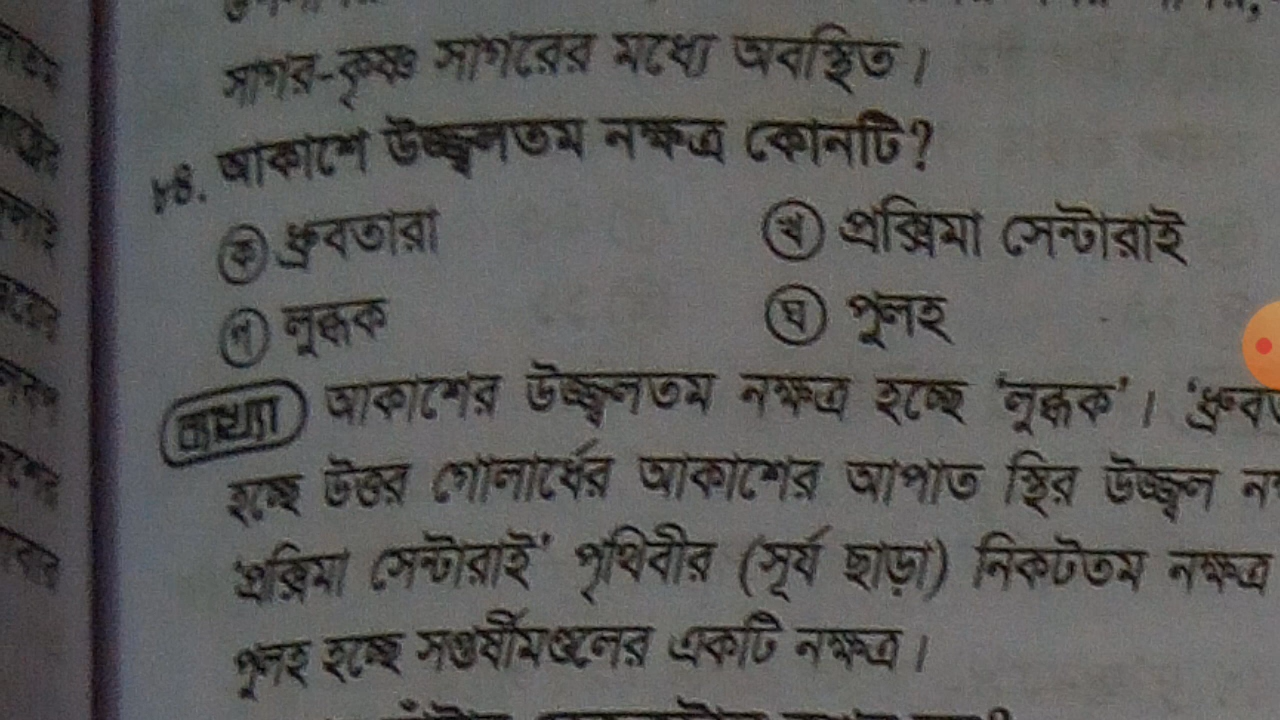 সাগর-কৃষ্ণ সাগরের মধ্যে অবস্থিত।
৮৪. আকাশে উজ্জ্বলতম নক্ষত্র কোনটি?
ক ধ্রুবতারা খ প্রক্সিমা সেন্টারাই
গ লুব্ধক ঘ পুলহ
ব্যাখ্যা আকাশের উজ্জ্বলতম নক্ষত্র হচ্ছে 'লুব্ধক'। 'ধ্রুব
হচ্ছে উত্তর গোলার্ধের আকাশের আপাত স্থির উজ্জ্বল
প্রক্সিমা সেন্টারাই' পৃথিবীর (সূর্য ছাড়া) নিকটতম নক্ষত্র
পুলহ হচ্ছে সপ্তর্ষীমণ্ডলের একটি নক্ষত্র।